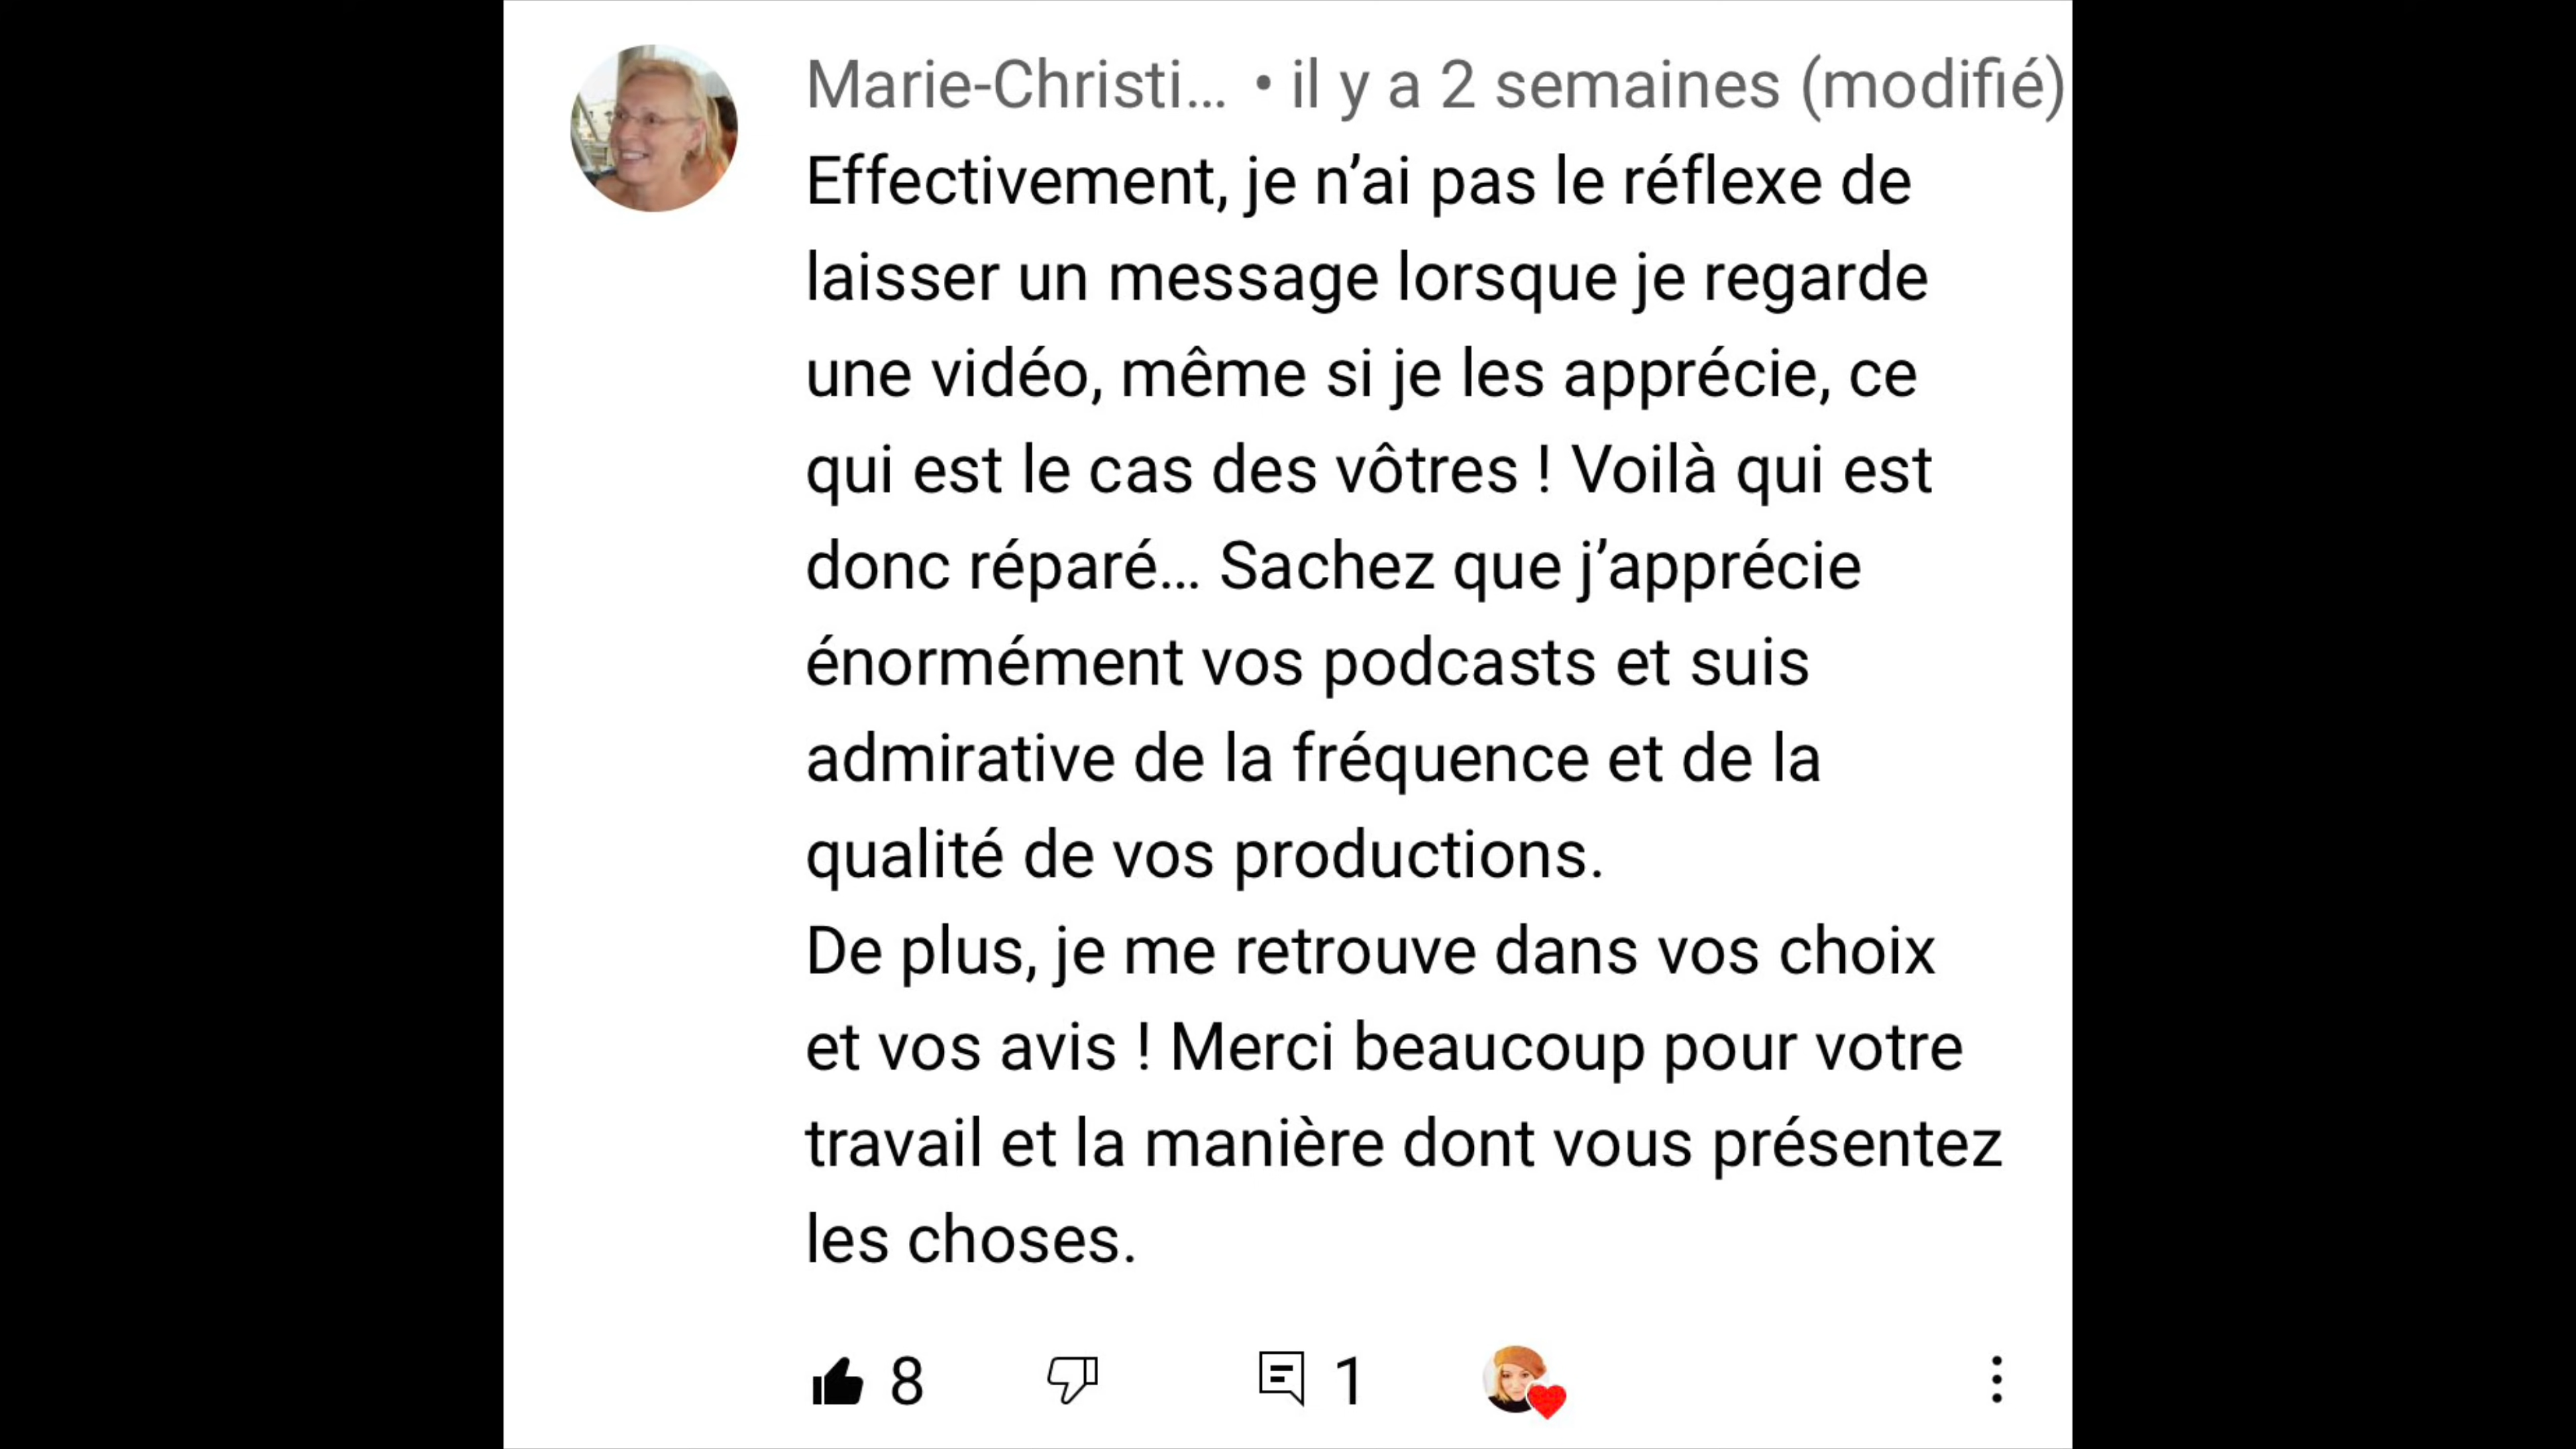 Marie-Christi... • il y a 2 semaines (modifié)
Effectivement, je n’ai pas le réflexe de
laisser un message lorsque je regarde
une vidéo, même si je les apprécie, ce
qui est le cas des vôtres ! Voilà qui est
donc réparé... Sachez que j’apprécie
énormément vos podcasts et suis
admirative de la fréquence et de la
qualité de vos productions.
De plus, je me retrouve dans vos choix
et vos avis ! Merci beaucoup pour votre
travail et la manière dont vous présentez
les choses.
8 1